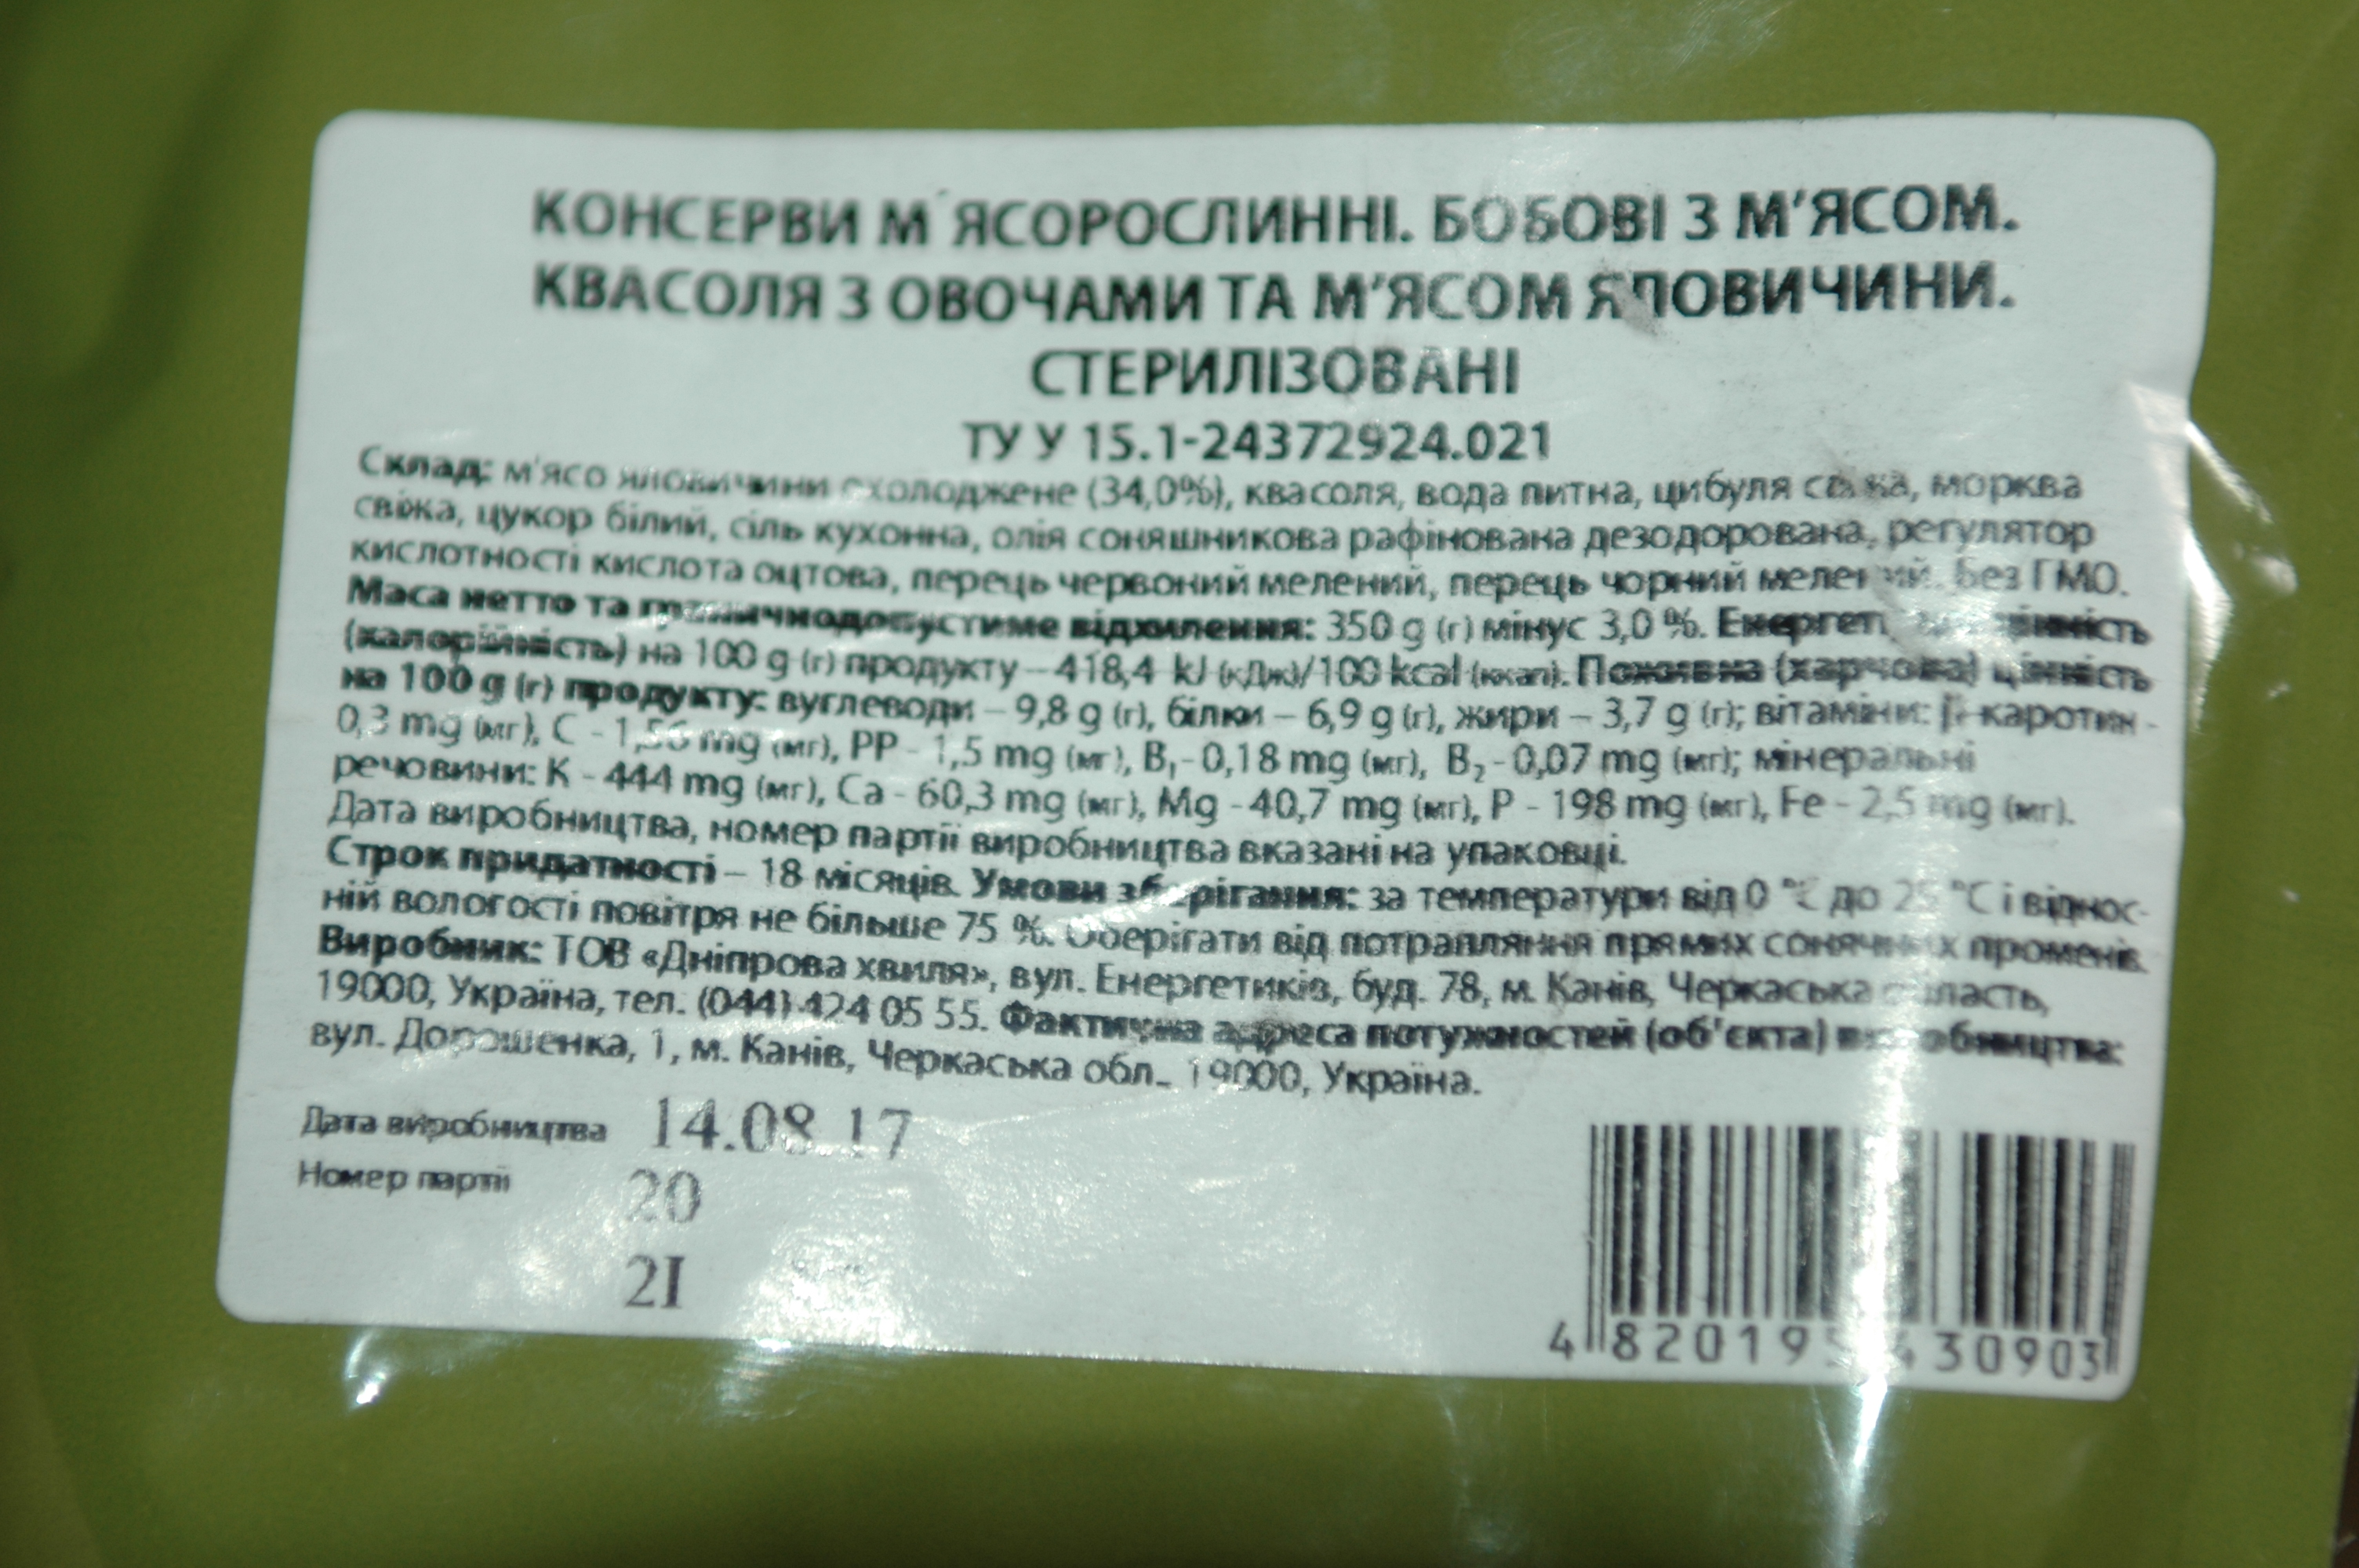 КОНСЕРВИ М´ЯСОРОСЛИННІ. БОБОВІ З М'ЯСОМ.
КВАСОЛЯ З ОВОЧАМИ ТА М'ЯСОМ ЯЛОВИЧИНИ.
СТЕРИЛІЗОВАНІ
ТУ У 15.1-24372924.021
Склад: м'ясо яловичини охолоджене (34,0%), квасоля, вода питна, цибуля свіжа, морква
свіжа, цукор білий, сіль кухонна, олія соняшникова рафінована дезодорована, регулятор
кислотності кислота оцтова, перець червоний мелений, перець чорний мелений. Без ГМО.
Маса нетто та граничнодопустиме відхилення: 350 g (г) мінус 3,0 %. цінність
(калорійність) на 100 g (г) продукту – 418,4 kJ (кДж)/100 kcal (ккал). Поживна (харчова) цінність
на 100 g (г) продукту: вуглеводи – 9,8 g (г), білки – 6,9 g (г), жири – 3,7 g (г); вітаміни: β-каротин -
0,3 mg (мг), C - 1,56 mg (мг), PP - 1,5 mg (мг), B₁ - 0,18 mg (мг), B₂ - 0,07 mg (мг); мінеральні
речовини: K - 444 mg (мг), Ca - 60,3 mg (мг), Mg - 40,7 mg (мг), P - 198 mg (мг), Fe - 2,5 mg (мг).
Дата виробництва, номер партії виробництва вказані на упаковці.
Строк придатності – 18 місяців. Умови зберігання: за температури від 0 °C до 25 °C і віднос-
ній вологості повітря не більше 75 %. Оберігати від потрапляння прямих сонячних променів.
Виробник: ТОВ «Дніпрова хвиля», вул. Енергетиків, буд. 78, м. Канів, Черкаська область,
19000, Україна, тел. (044) 424 05 55. Фактична адреса потужностей (об'єкта) виробництва:
вул. Дорошенка, 1, м. Канів, Черкаська обл., 19000, Україна.
Дата виробництва 14.08.17
Номер партії 20
2I